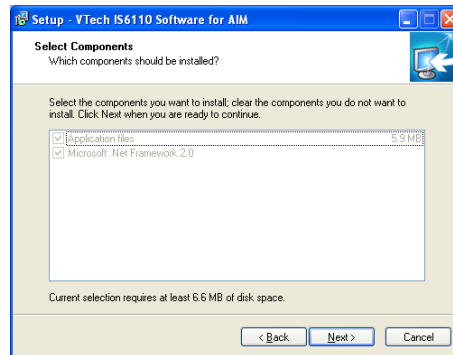 Setup - VTech IS6110 Software for AIM
Select Components
Which components should be installed?
Select the components you want to install; clear the components you do not want to
install. Click Next when you are ready to continue.
Application files 5.9 MB
Microsoft .Net Framework 2.0
Current selection requires at least 6.6 MB of disk space.
< Back Next > Cancel